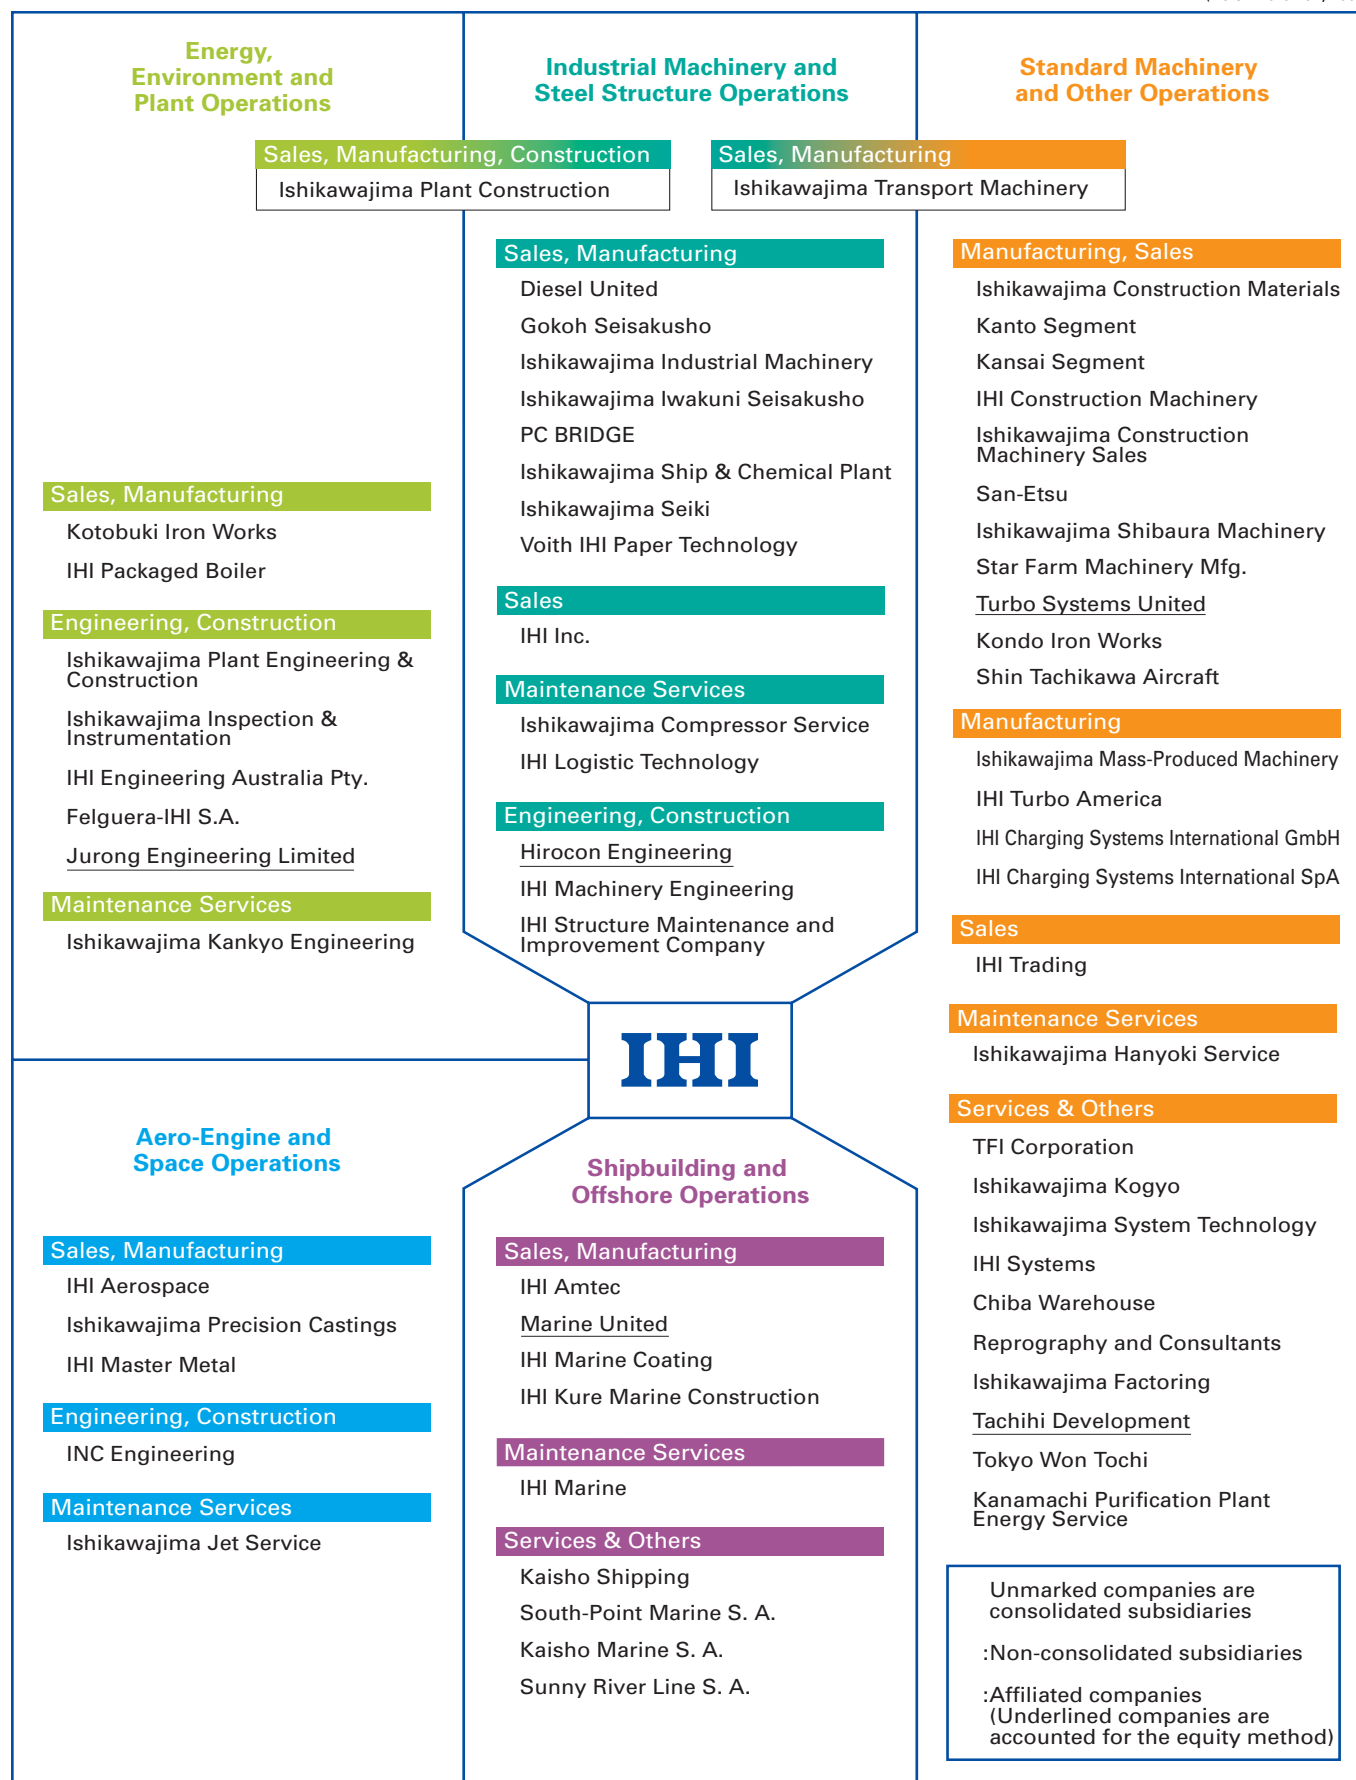 Energy,
Environment and
Plant Operations
Industrial Machinery and
Steel Structure Operations
Standard Machinery
and Other Operations
Sales, Manufacturing, Construction
Ishikawajima Plant Construction
Sales, Manufacturing
Ishikawajima Transport Machinery
Sales, Manufacturing
Kotobuki Iron Works
IHI Packaged Boiler
Engineering, Construction
Ishikawajima Plant Engineering &
Construction
Ishikawajima Inspection &
Instrumentation
IHI Engineering Australia Pty.
Felguera-IHI S.A.
Jurong Engineering Limited
Maintenance Services
Ishikawajima Kankyo Engineering
Sales, Manufacturing
Diesel United
Gokoh Seisakusho
Ishikawajima Industrial Machinery
Ishikawajima Iwakuni Seisakusho
PC BRIDGE
Ishikawajima Ship & Chemical Plant
Ishikawajima Seiki
Voith IHI Paper Technology
Sales
IHI Inc.
Maintenance Services
Ishikawajima Compressor Service
IHI Logistic Technology
Engineering, Construction
Hirocon Engineering
IHI Machinery Engineering
IHI Structure Maintenance and
Improvement Company
Manufacturing, Sales
Ishikawajima Construction Materials
Kanto Segment
Kansai Segment
IHI Construction Machinery
Ishikawajima Construction
Machinery Sales
San-Etsu
Ishikawajima Shibaura Machinery
Star Farm Machinery Mfg.
Turbo Systems United
Kondo Iron Works
Shin Tachikawa Aircraft
Manufacturing
Ishikawajima Mass-Produced Machinery
IHI Turbo America
IHI Charging Systems International GmbH
IHI Charging Systems International SpA
Sales
IHI Trading
Maintenance Services
Ishikawajima Hanyoki Service
Services & Others
TFI Corporation
Ishikawajima Kogyo
Ishikawajima System Technology
IHI Systems
Chiba Warehouse
Reprography and Consultants
Ishikawajima Factoring
Tachihi Development
Tokyo Won Tochi
Kanamachi Purification Plant
Energy Service
IHI
Aero-Engine and
Space Operations
Sales, Manufacturing
IHI Aerospace
Ishikawajima Precision Castings
IHI Master Metal
Engineering, Construction
INC Engineering
Maintenance Services
Ishikawajima Jet Service
Shipbuilding and
Offshore Operations
Sales, Manufacturing
IHI Amtec
Marine United
IHI Marine Coating
IHI Kure Marine Construction
Maintenance Services
IHI Marine
Services & Others
Kaisho Shipping
South-Point Marine S. A.
Kaisho Marine S. A.
Sunny River Line S. A.
Unmarked companies are
consolidated subsidiaries
:Non-consolidated subsidiaries
:Affiliated companies
(Underlined companies are
accounted for the equity method)